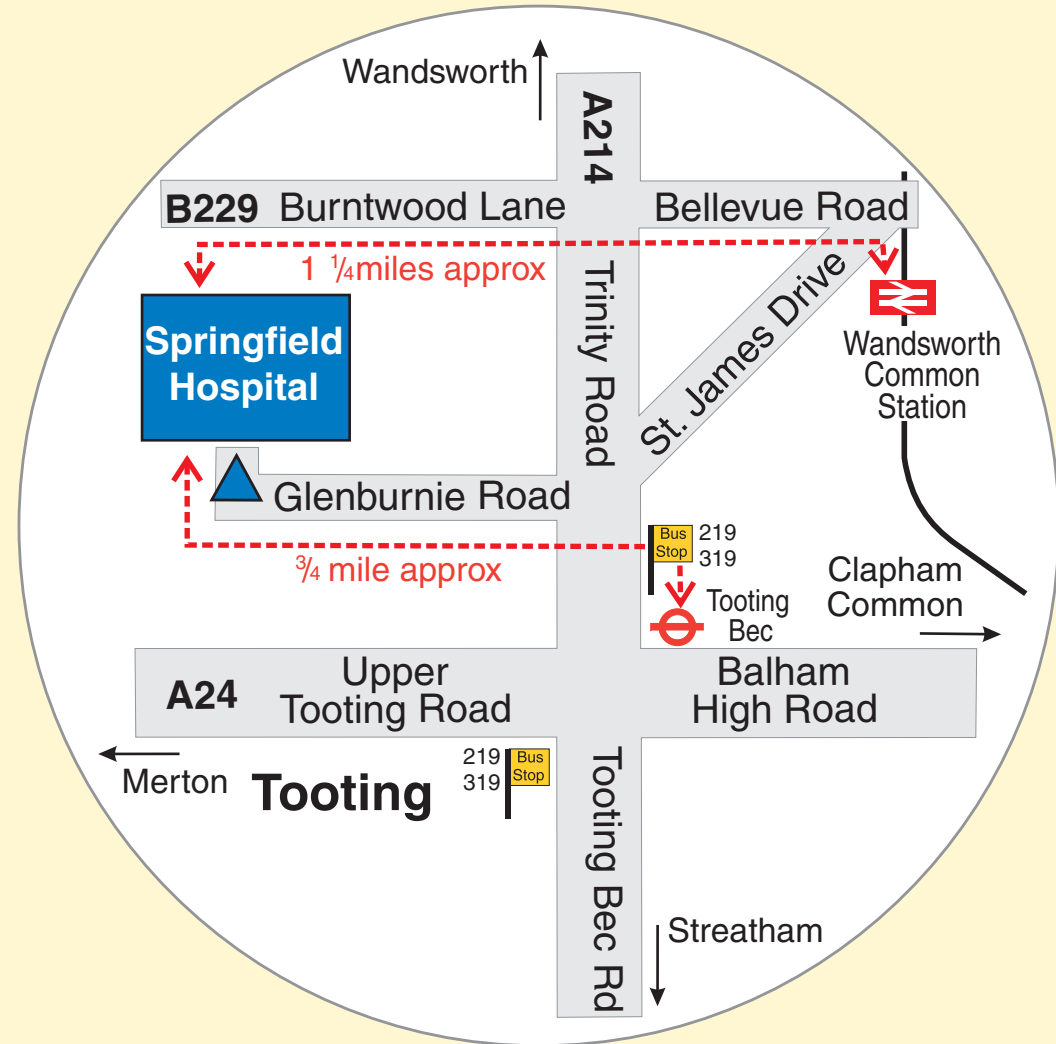 Wandsworth
A214
B229 Burntwood Lane
Bellevue Road
1 ¼ miles approx
Trinity Road
St. James Drive
Springfield
Hospital
Wandsworth
Common
Station
Glenburnie Road
Bus
Stop
219
319
¾ mile approx
Clapham
Common
Tooting
Bec
A24
Upper
Tooting Road
Balham
High Road
Merton
Tooting
219
319
Bus
Stop
Tooting Bec Rd
Streatham